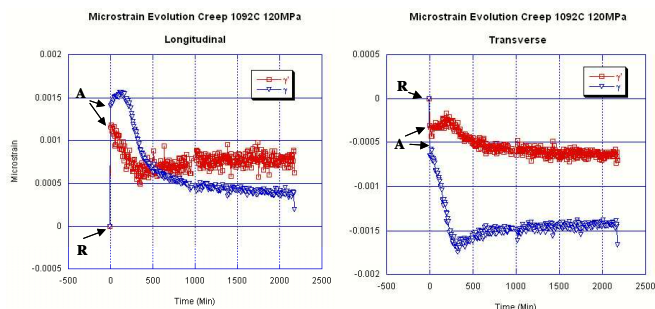 Microstrain Evolution Creep 1092C 120MPa
Longitudinal
0.002
0.0015
0.001
0.0005
0
-0.0005
Microstrain
A
R
γ'
γ
-500 0 500 1000 1500 2000 2500
Time (Min)
Microstrain Evolution Creep 1092C 120MPa
Transverse
0.0005
0
-0.0005
-0.001
-0.0015
-0.002
R
A
γ'
γ
-500 0 500 1000 1500 2000 2500
Time (Min)